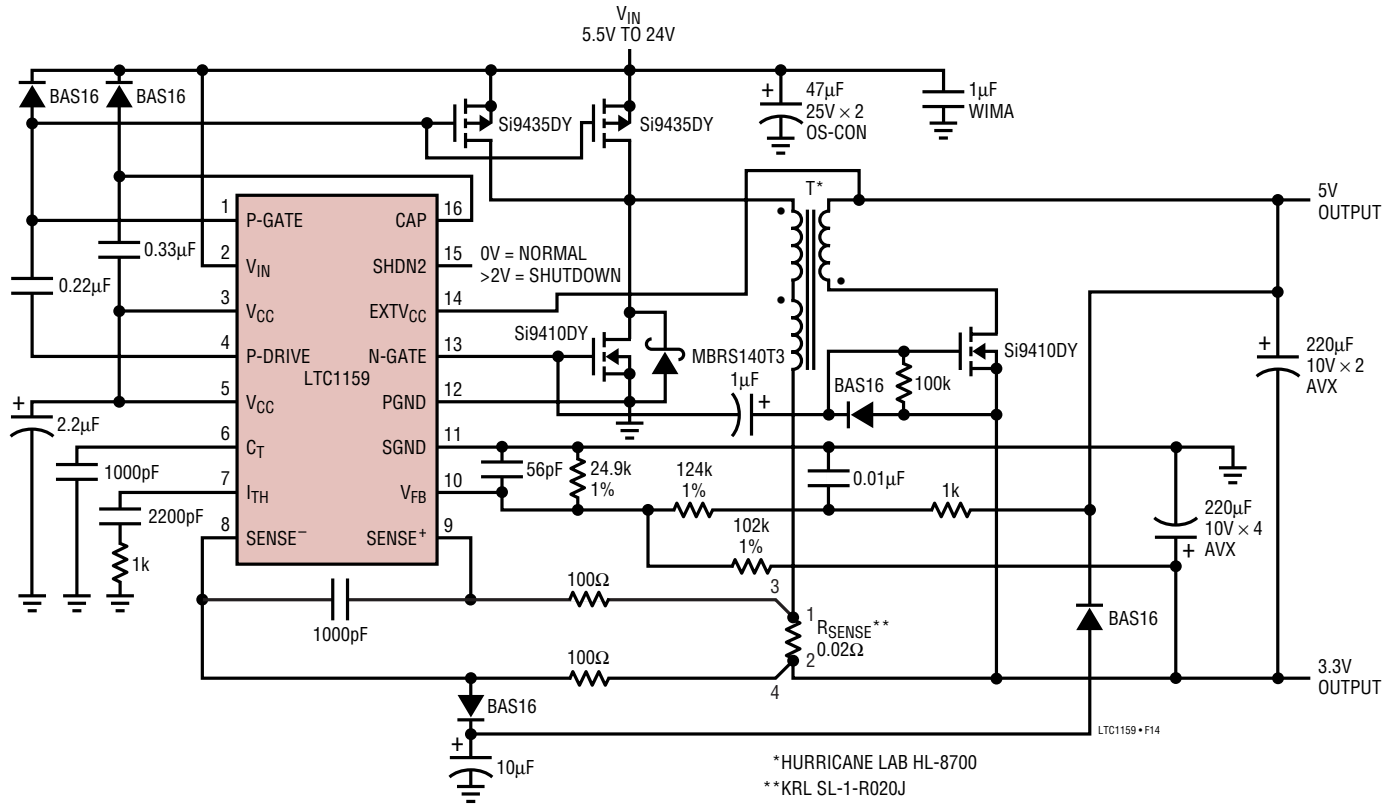 V_IN
5.5V TO 24V
BAS16
BAS16
Si9435DY
Si9435DY
+
47µF
25V × 2
OS-CON
1µF
WIMA
T*
5V
OUTPUT
1
P-GATE
CAP
16
0.33µF
2
V_IN
SHDN2
15
0V = NORMAL
>2V = SHUTDOWN
0.22µF
3
V_CC
EXTV_CC
14
4
P-DRIVE
N-GATE
13
Si9410DY
MBRS140T3
LTC1159
Si9410DY
1µF
+
BAS16
100k
+
220µF
10V × 2
AVX
5
V_CC
PGND
12
+
2.2µF
6
C_T
SGND
11
1000pF
56pF
24.9k
1%
124k
1%
0.01µF
1k
220µF
10V × 4
AVX
+
7
I_TH
V_FB
10
2200pF
1k
102k
1%
8
SENSE⁻
SENSE⁺
9
1000pF
100Ω
3
1
R_SENSE**
0.02Ω
2
100Ω
4
BAS16
BAS16
3.3V
OUTPUT
+
10µF
LTC1159 • F14
*HURRICANE LAB HL-8700
**KRL SL-1-R020J